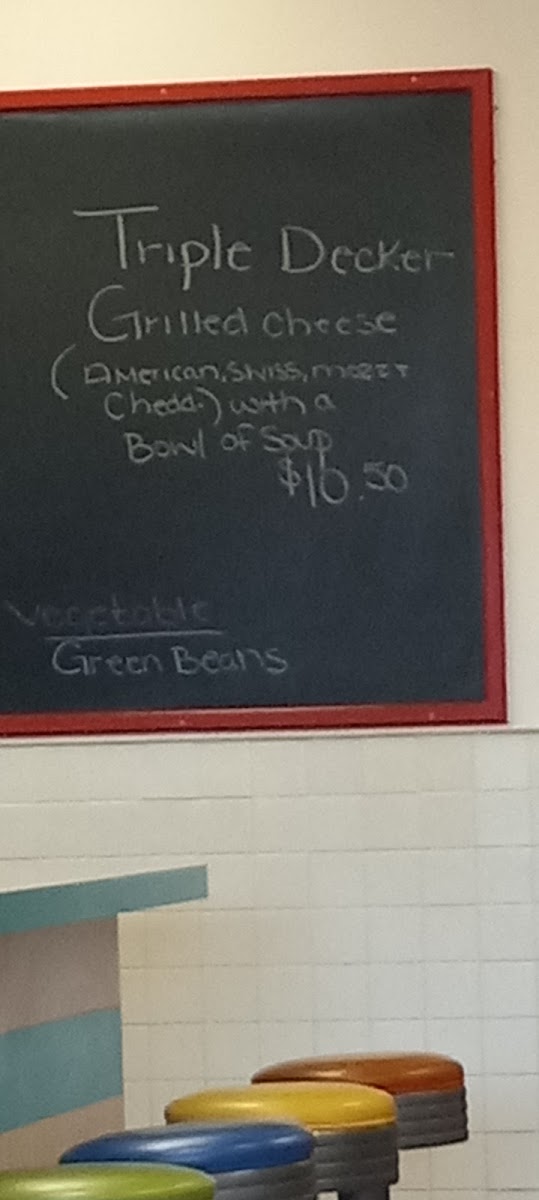 Triple Decker
Grilled cheese
(American, Swiss, mozz +
Chedd.) with a
Bowl of Soup
$10.50
Vegetable
Green Beans